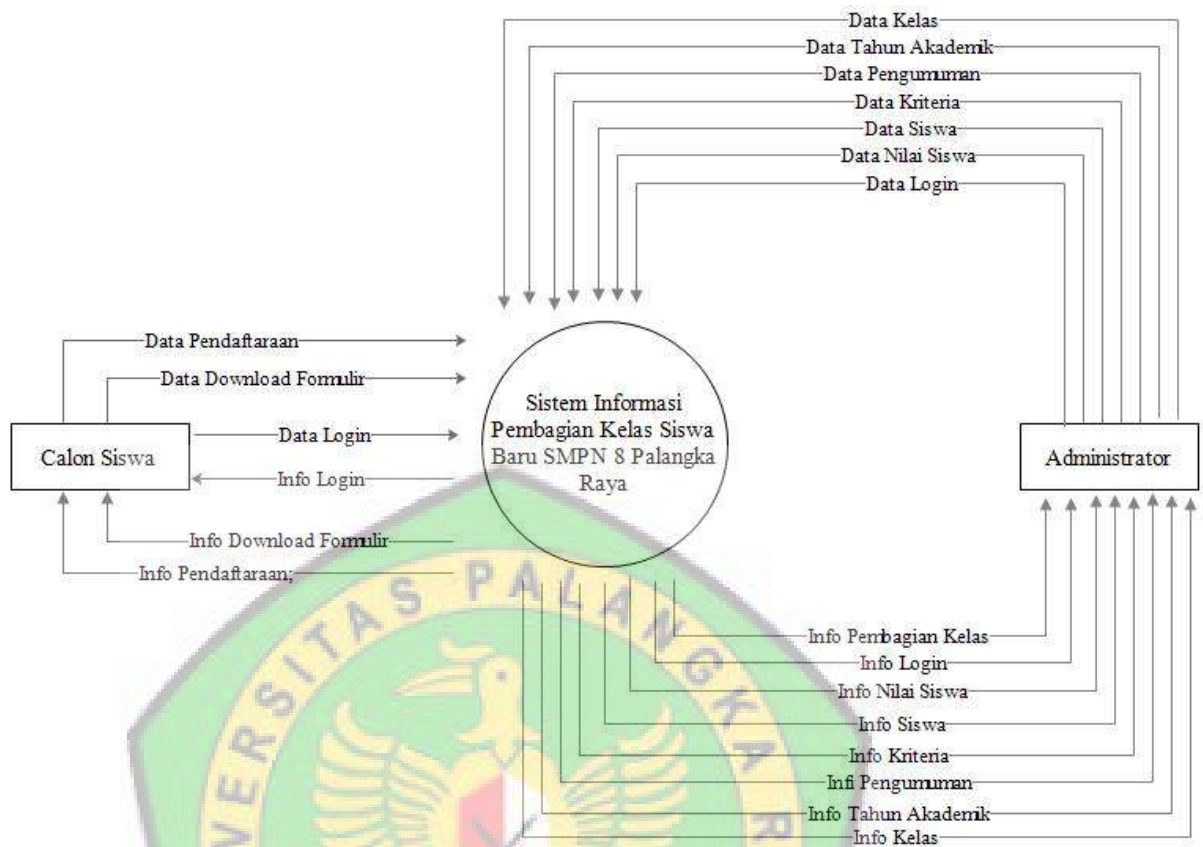 Data Kelas
Data Tahun Akademik
Data Pengumuman
Data Kriteria
Data Siswa
Data Nilai Siswa
Data Login
Data Pendaftaraan
Data Download Formulir
Data Login
Info Login
Info Download Formulir
Info Pendaftaraan;
Calon Siswa
Sistem Informasi
Pembagian Kelas Siswa
Baru SMPN 8 Palangka
Raya
Administrator
Info Pembagian Kelas
Info Login
Info Nilai Siswa
Info Siswa
Info Kriteria
Infi Pengumuman
Info Tahun Akademik
Info Kelas
VERSITAS PALANGKAR